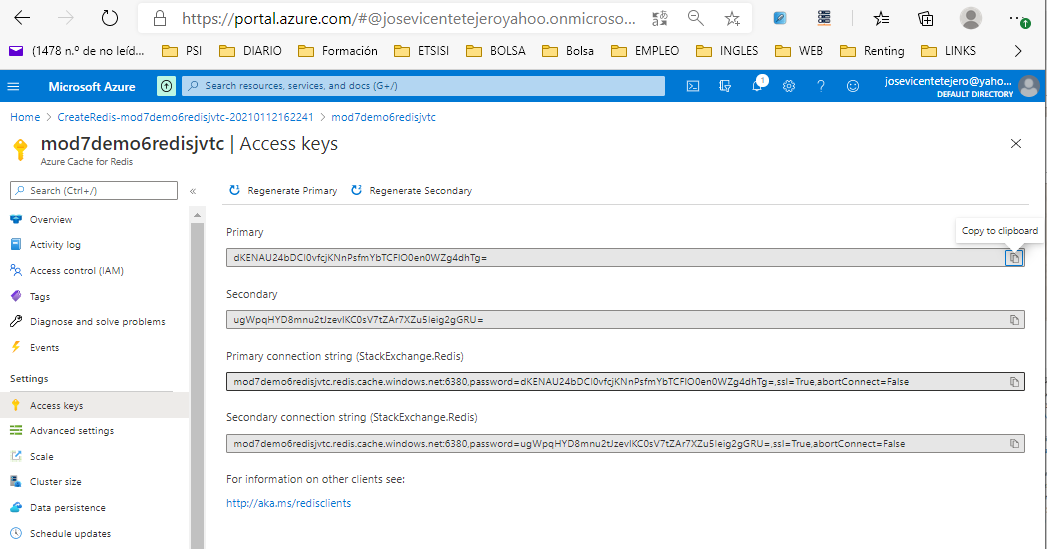 https://portal.azure.com/#@josevicentetejeroyahoo.onmicroso...
(1478 n.º de no leíd... PSI DIARIO Formación ETSISI BOLSA Bolsa EMPLEO INGLES WEB Renting LINKS
Microsoft Azure Search resources, services, and docs (G+/) 1 josevicentetejero@yaho...
DEFAULT DIRECTORY
Home > CreateRedis-mod7demo6redisjvtc-20210112162241 > mod7demo6redisjvtc
mod7demo6redisjvtc | Access keys
Azure Cache for Redis
Search (Ctrl+/) «
Overview
Activity log
Access control (IAM)
Tags
Diagnose and solve problems
Events
Settings
Access keys
Advanced settings
Scale
Cluster size
Data persistence
Schedule updates
Regenerate Primary Regenerate Secondary
Primary
Copy to clipboard
dKENAU24bDCI0vfcjKNnPsfmYbTCFIO0en0WZg4dhTg=
Secondary
ugWpqHYD8mnu2tJzevIKC0sV7tZAr7XZu5Ieig2gGRU=
Primary connection string (StackExchange.Redis)
mod7demo6redisjvtc.redis.cache.windows.net:6380,password=dKENAU24bDCI0vfcjKNnPsfmYbTCFIO0en0WZg4dhTg=,ssl=True,abortConnect=False
Secondary connection string (StackExchange.Redis)
mod7demo6redisjvtc.redis.cache.windows.net:6380,password=ugWpqHYD8mnu2tJzevIKC0sV7tZAr7XZu5Ieig2gGRU=,ssl=True,abortConnect=False
For information on other clients see:
http://aka.ms/redisclients